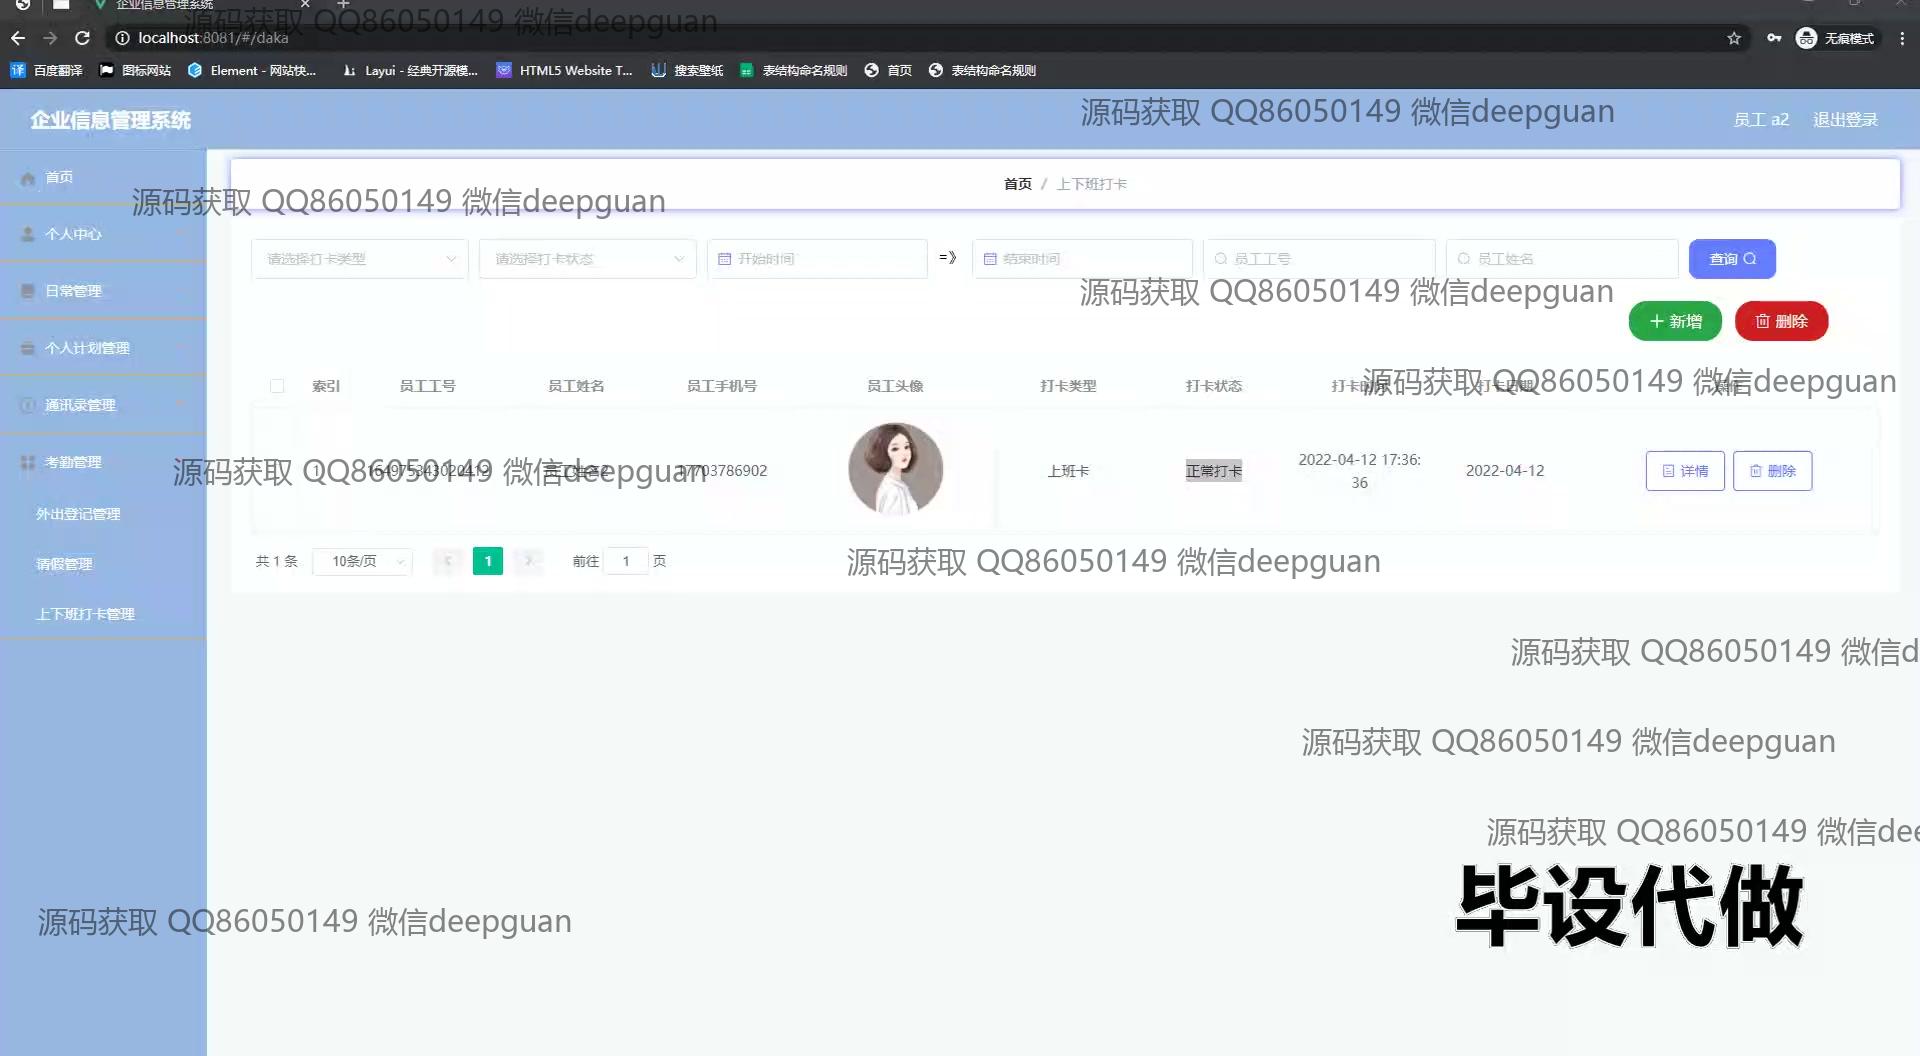 企业信息管理系统
源码获取 QQ86050149 微信deepguan
localhost:8081/#/daka
无痕模式
百度翻译
图标网站
Element - 网站快...
Layui - 经典开源模...
HTML5 Website T...
搜索壁纸
表结构命名规则
首页
表结构命名规则
企业信息管理系统
源码获取 QQ86050149 微信deepguan
员工 a2
退出登录
首页
个人中心
日常管理
个人计划管理
通讯录管理
考勤管理
外出登记管理
请假管理
上下班打卡管理
首页 / 上下班打卡
源码获取 QQ86050149 微信deepguan
请选择打卡类型
请选择打卡状态
开始时间
=》
结束时间
员工工号
员工姓名
查询
源码获取 QQ86050149 微信deepguan
新增
删除
索引 员工工号 员工姓名 员工手机号 员工头像 打卡类型 打卡状态 打卡时间 打卡日期 操作
源码获取 QQ86050149 微信deepguan
1 164975343020412 员工姓名2 17703786902 上班卡 正常打卡 2022-04-12 17:36:
36
2022-04-12
详情
删除
源码获取 QQ86050149 微信deepguan
共 1 条
10条/页
1
前往 1 页
源码获取 QQ86050149 微信deepguan
源码获取 QQ86050149 微信d
源码获取 QQ86050149 微信deepguan
源码获取 QQ86050149 微信dee
毕设代做
源码获取 QQ86050149 微信deepguan